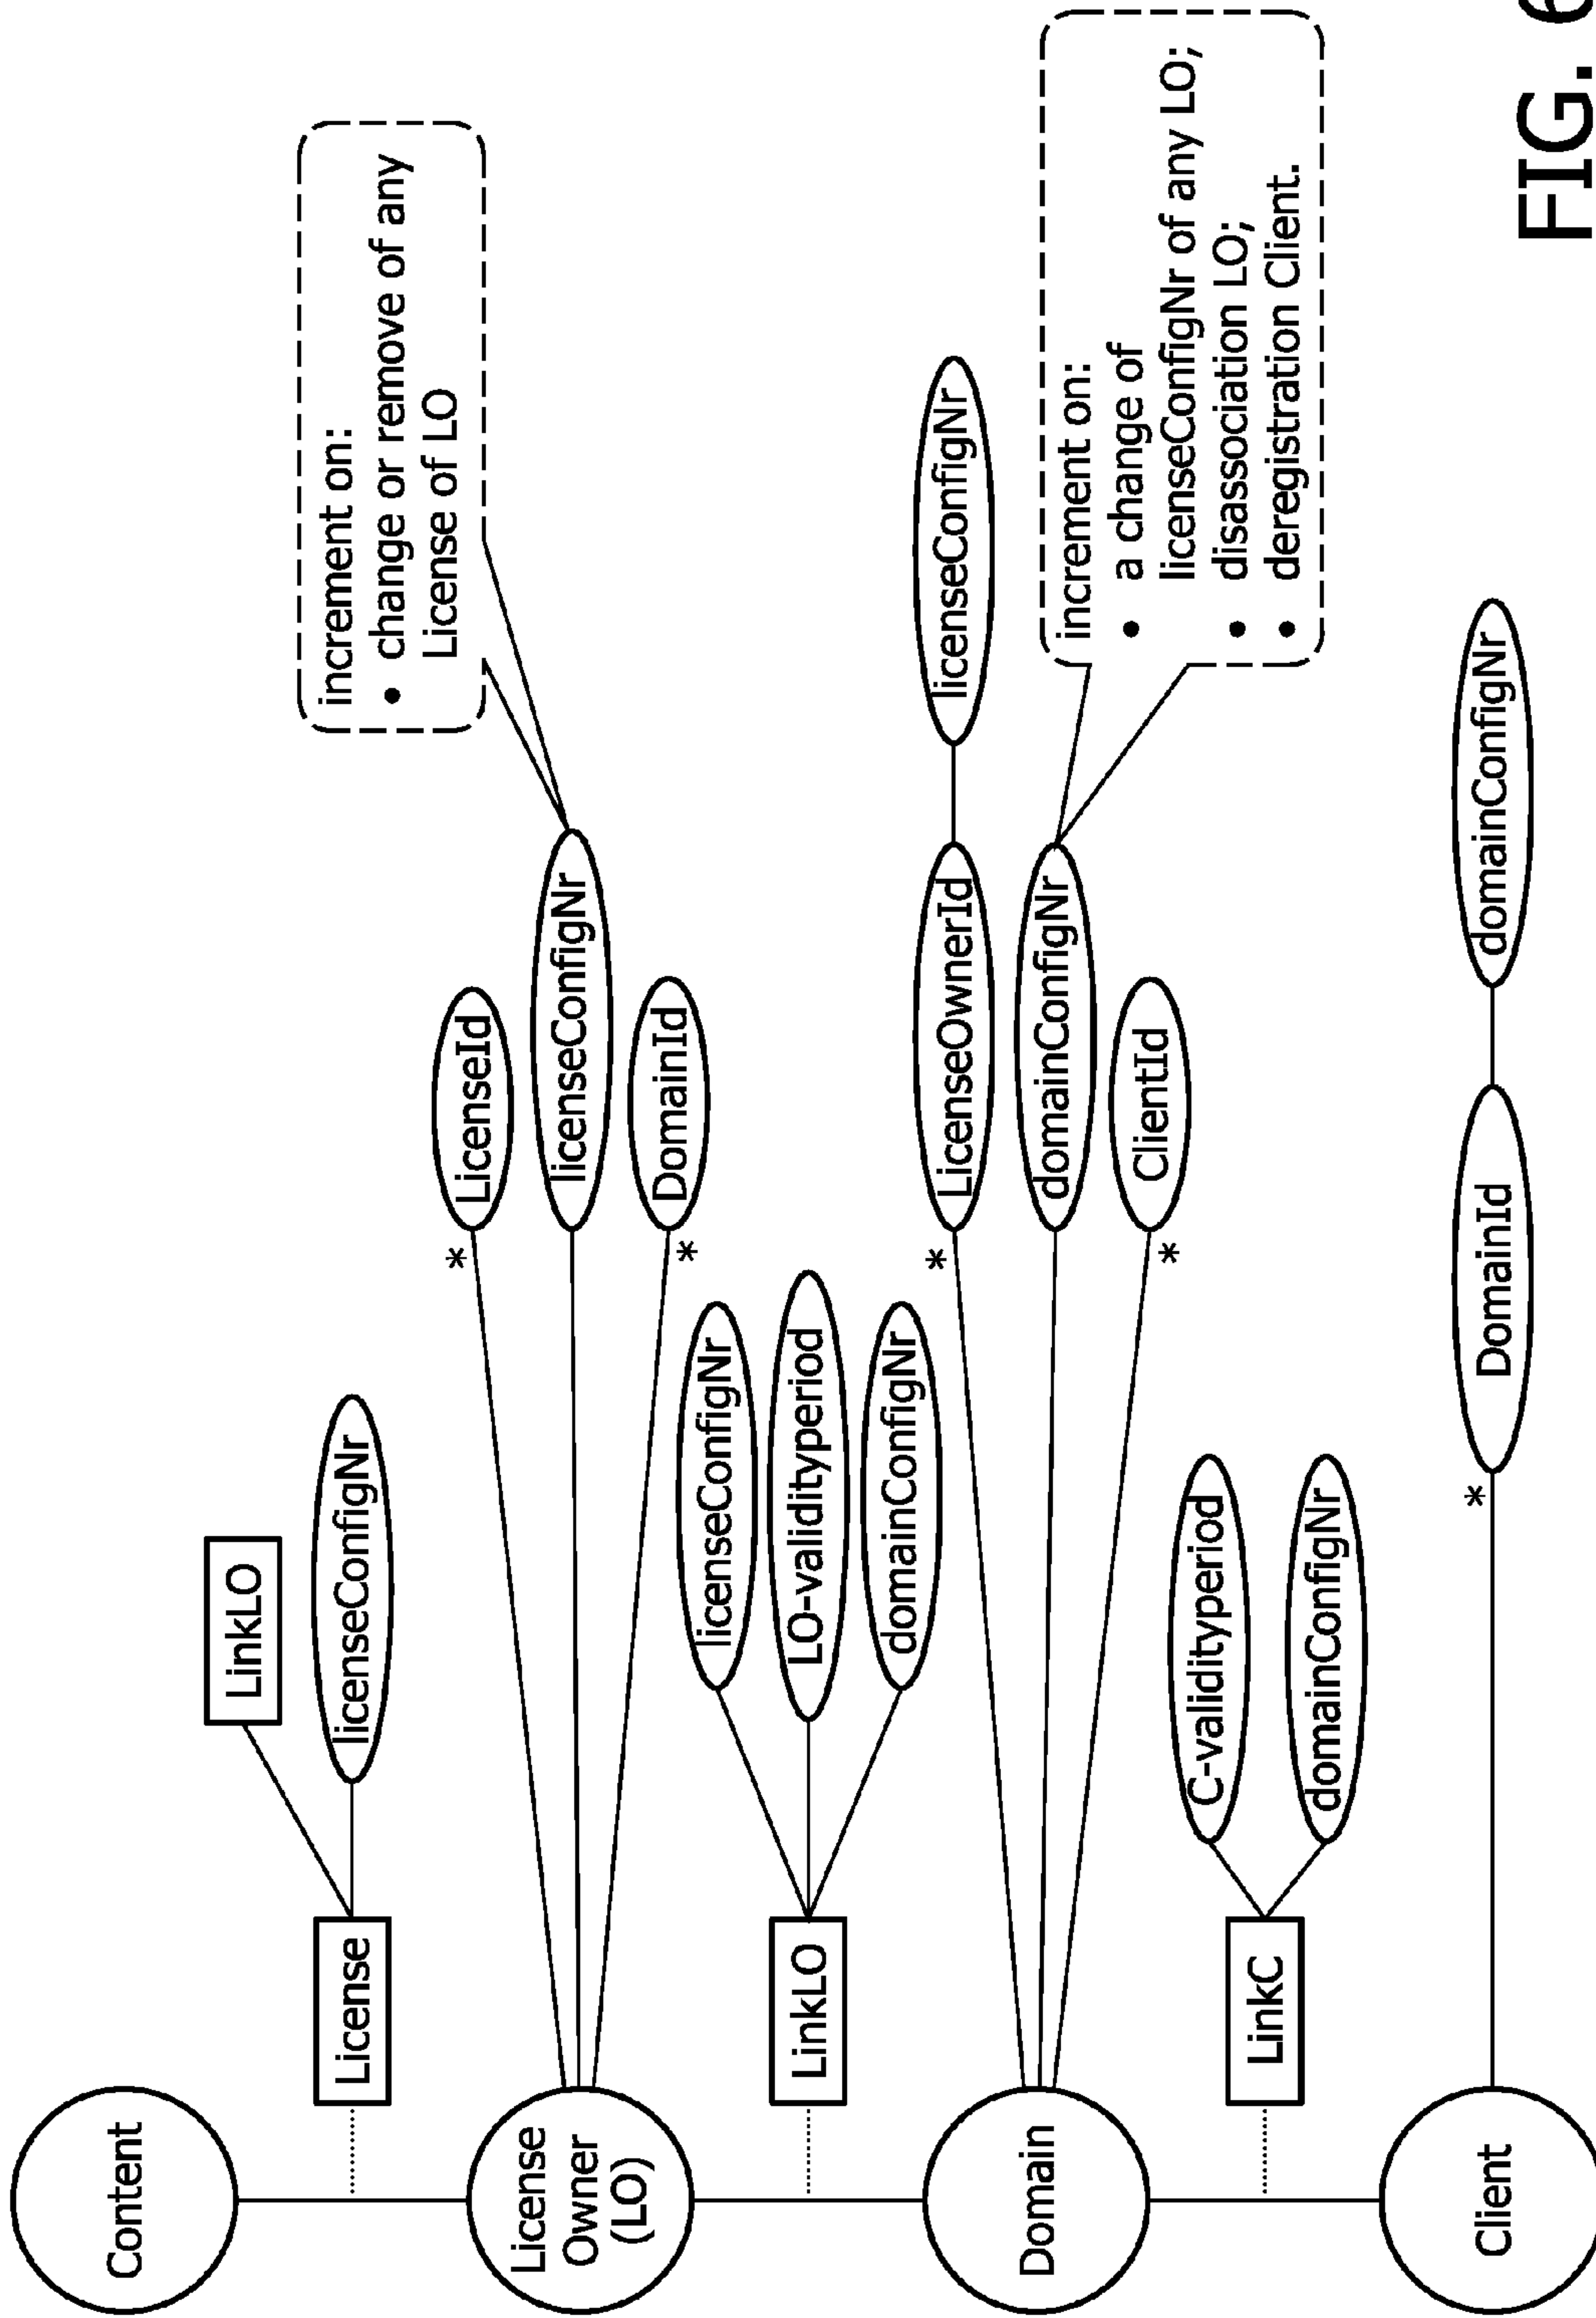 Content
LinkLO
License
licenseConfigNr
increment on:
• change or remove of any
License of LO
License
Owner
(LO)
* LicenseId
licenseConfigNr
* DomainId
LinkLO
licenseConfigNr
LO-validityperiod
domainConfigNr
Domain
* LicenseOwnerId
licenseConfigNr
domainConfigNr
* ClientId
increment on:
• a change of
licenseConfigNr of any LO;
• disassociation LO;
• deregistration Client.
LinkC
C-validityperiod
domainConfigNr
Client
* DomainId
domainConfigNr
FIG. 6